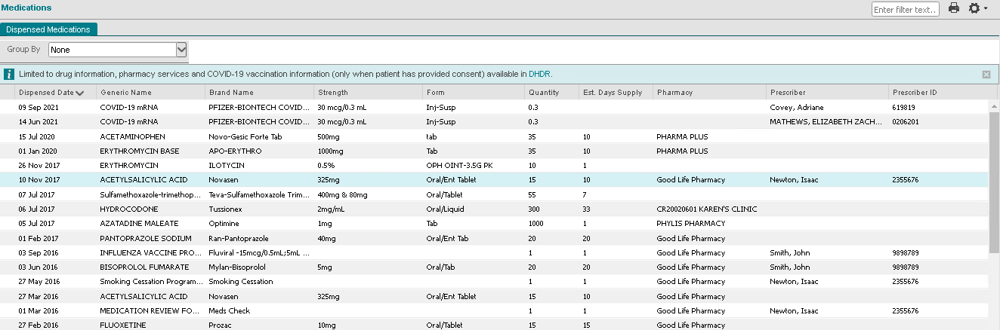 Medications
Enter filter text..
Dispensed Medications
Group By None
Limited to drug information, pharmacy services and COVID-19 vaccination information (only when patient has provided consent) available in DHDR.
Dispensed Date Generic Name Brand Name Strength Form Quantity Est. Days Supply Pharmacy Prescriber Prescriber ID
09 Sep 2021 COVID-19 mRNA PFIZER-BIONTECH COVID... 30 mcg/0.3 mL Inj-Susp 0.3 Covey, Adriane 619819
14 Jun 2021 COVID-19 mRNA PFIZER-BIONTECH COVID... 30 mcg/0.3 mL Inj-Susp 0.3 MATHEWS, ELIZABETH ZACH... 0206201
15 Jul 2020 ACETAMINOPHEN Novo-Gesic Forte Tab 500mg tab 35 10 PHARMA PLUS
01 Jan 2020 ERYTHROMYCIN BASE APO-ERYTHRO 1000mg Tab 35 10 PHARMA PLUS
26 Nov 2017 ERYTHROMYCIN ILOTYCIN 0.5% OPH OINT-3.5G PK 10 1
10 Nov 2017 ACETYLSALICYLIC ACID Novasen 325mg Oral/Ent Tablet 15 10 Good Life Pharmacy Newton, Isaac 2355676
07 Jul 2017 Sulfamethoxazole-trimethop... Teva-Sulfamethoxazole Trim... 400mg & 80mg Oral/Tablet 55 7
06 Jul 2017 HYDROCODONE Tussionex 2mg/mL Oral/Liquid 300 33 CR20020601 KAREN'S CLINIC
05 Jul 2017 AZATADINE MALEATE Optimine 1mg Tab 1000 1 PHYLIS PHARMACY
01 Feb 2017 PANTOPRAZOLE SODIUM Ran-Pantoprazole 40mg Oral/Ent Tab 20 20 Good Life Pharmacy
03 Sep 2016 INFLUENZA VACCINE PRO... Fluviral -15mcg/0.5mL;5mL ... 1 1 Good Life Pharmacy Smith, John 9898789
03 Jun 2016 BISOPROLOL FUMARATE Mylan-Bisoprolol 5mg Oral/Tab 20 20 Good Life Pharmacy Smith, John 9898789
27 May 2016 Smoking Cessation Program... Smoking Cessation 1 1 Good Life Pharmacy Newton, Isaac 2355676
27 Mar 2016 ACETYLSALICYLIC ACID Novasen 325mg Oral/Ent Tablet 15 10 Good Life Pharmacy
01 Mar 2016 MEDICATION REVIEW FO... Meds Check 1 1 Good Life Pharmacy Newton, Isaac 2355676
27 Feb 2016 FLUOXETINE Prozac 10mg Oral/Tablet 15 15 Good Life Pharmacy